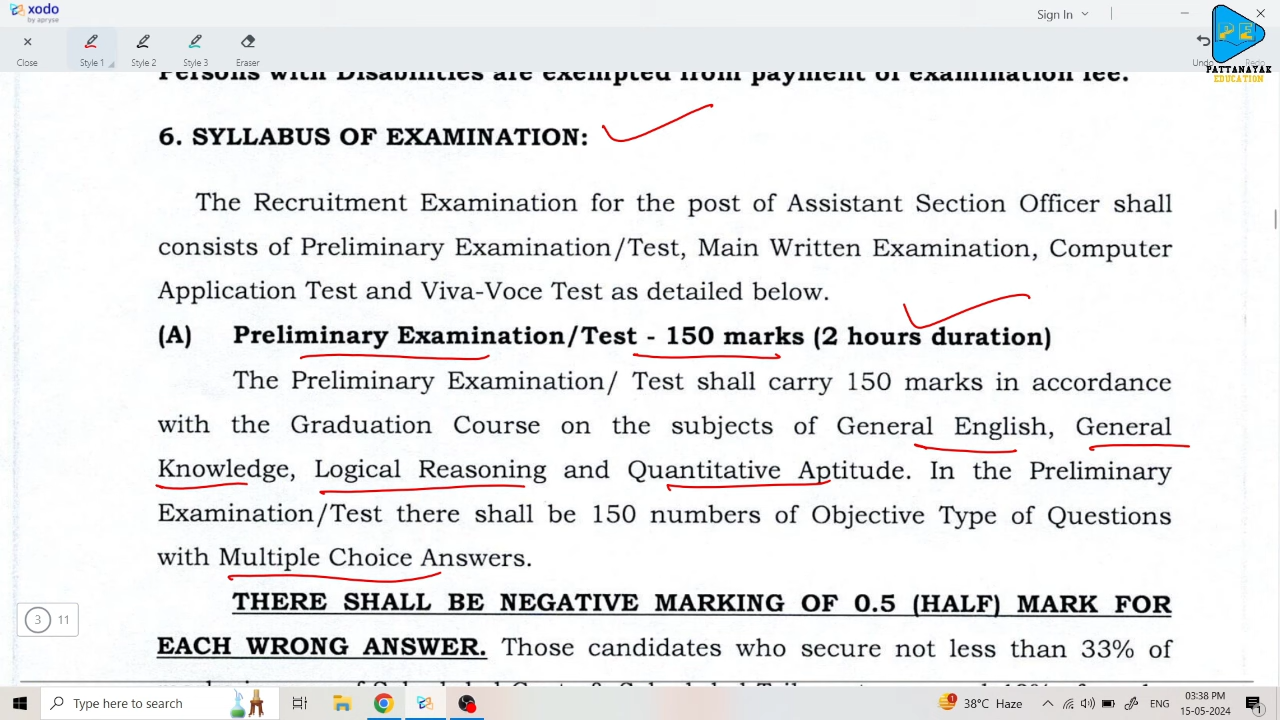 xodo
by apryse
Sign In
Close
Style 1
Style 2
Style 3
Eraser
Undo
Redo
PE
PATTANAYAK
EDUCATION
Persons with Disabilities are exempted from payment of examination fee.
6. SYLLABUS OF EXAMINATION:
The Recruitment Examination for the post of Assistant Section Officer shall
consists of Preliminary Examination/Test, Main Written Examination, Computer
Application Test and Viva-Voce Test as detailed below.
(A) Preliminary Examination/Test - 150 marks (2 hours duration)
The Preliminary Examination/ Test shall carry 150 marks in accordance
with the Graduation Course on the subjects of General English, General
Knowledge, Logical Reasoning and Quantitative Aptitude. In the Preliminary
Examination/Test there shall be 150 numbers of Objective Type of Questions
with Multiple Choice Answers.
THERE SHALL BE NEGATIVE MARKING OF 0.5 (HALF) MARK FOR
EACH WRONG ANSWER. Those candidates who secure not less than 33% of
3 11
Type here to search
38°C Haze
ENG
03:38 PM
15-05-2024
1